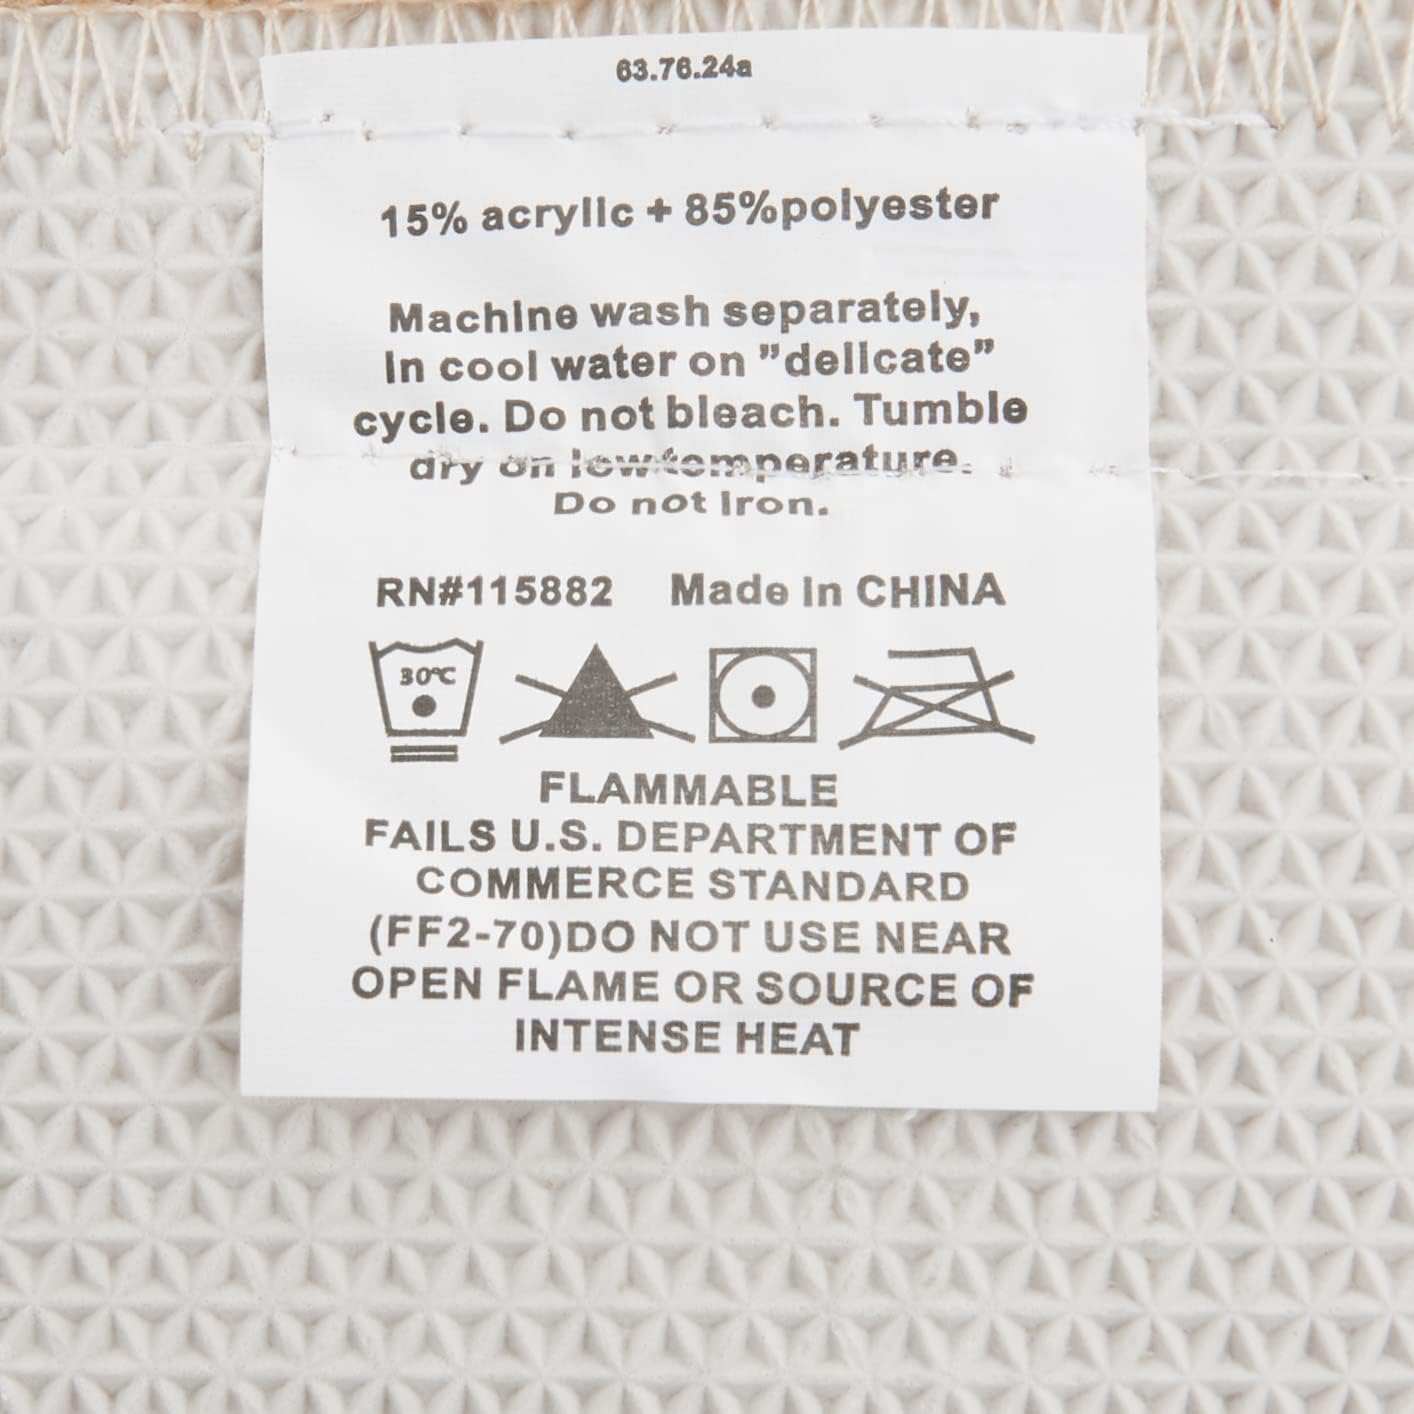 63.76.24a
15% acrylic + 85%polyester
Machine wash separately,
In cool water on ”delicate”
cycle. Do not bleach. Tumble
dry on low temperature.
Do not Iron.
RN#115882 Made in CHINA
30°C
FLAMMABLE
FAILS U.S. DEPARTMENT OF
COMMERCE STANDARD
(FF2-70)DO NOT USE NEAR
OPEN FLAME OR SOURCE OF
INTENSE HEAT